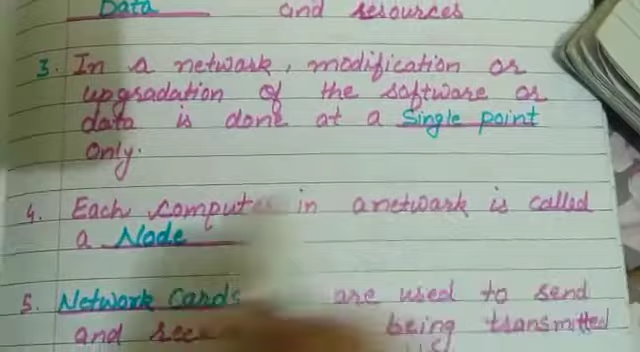 Data and resources
3. In a network, modification or
upgradation of the software or
data is done at a Single point
Only.
4. Each computer in a network is called
a Node
5. Network Cards are used to send
and being transmitted